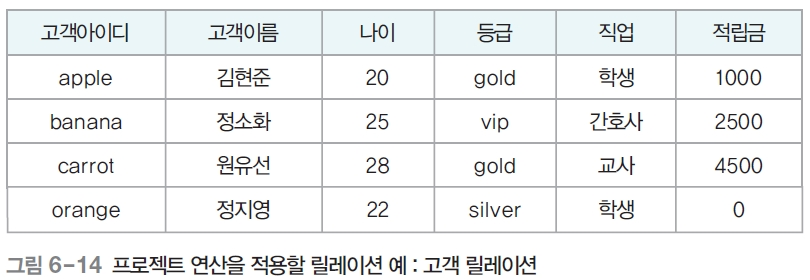 고객아이디 고객이름 나이 등급 직업 적립금
apple 김현준 20 gold 학생 1000
banana 정소화 25 vip 간호사 2500
carrot 원유선 28 gold 교사 4500
orange 정지영 22 silver 학생 0
그림 6-14 프로젝트 연산을 적용할 릴레이션 예 : 고객 릴레이션